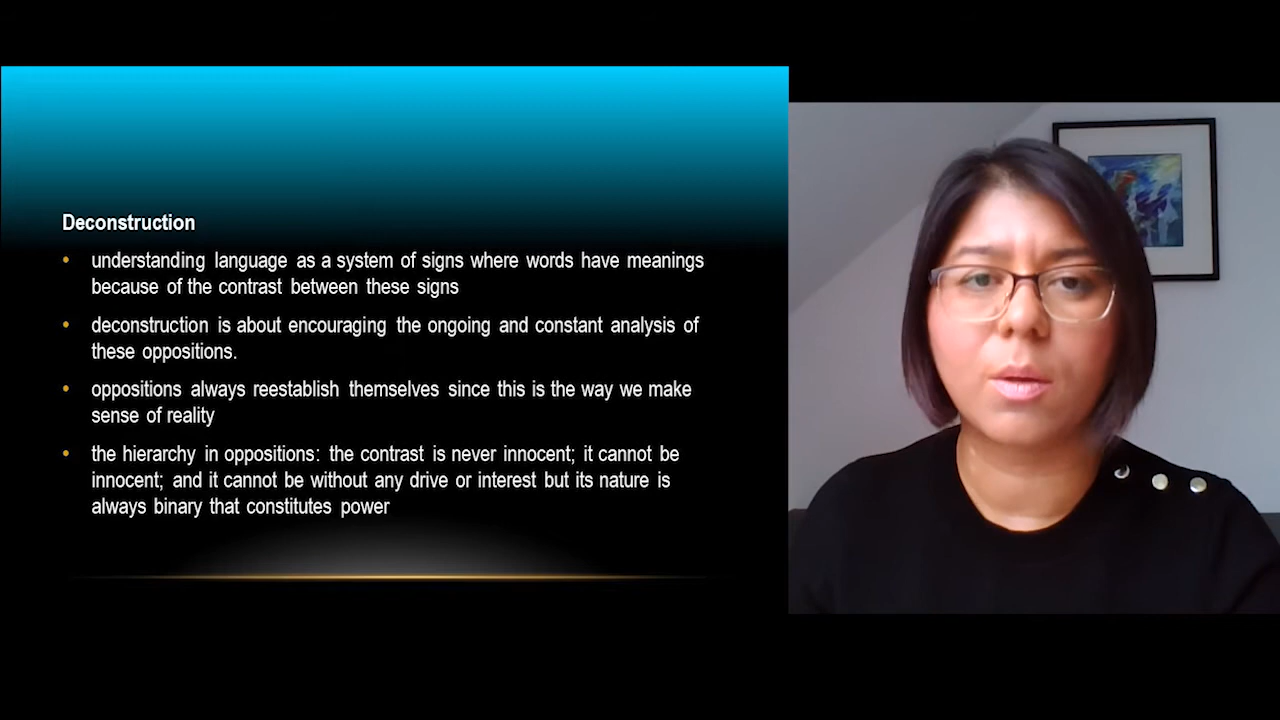 Deconstruction
• understanding language as a system of signs where words have meanings
because of the contrast between these signs
• deconstruction is about encouraging the ongoing and constant analysis of
these oppositions.
• oppositions always reestablish themselves since this is the way we make
sense of reality
• the hierarchy in oppositions: the contrast is never innocent; it cannot be
innocent; and it cannot be without any drive or interest but its nature is
always binary that constitutes power